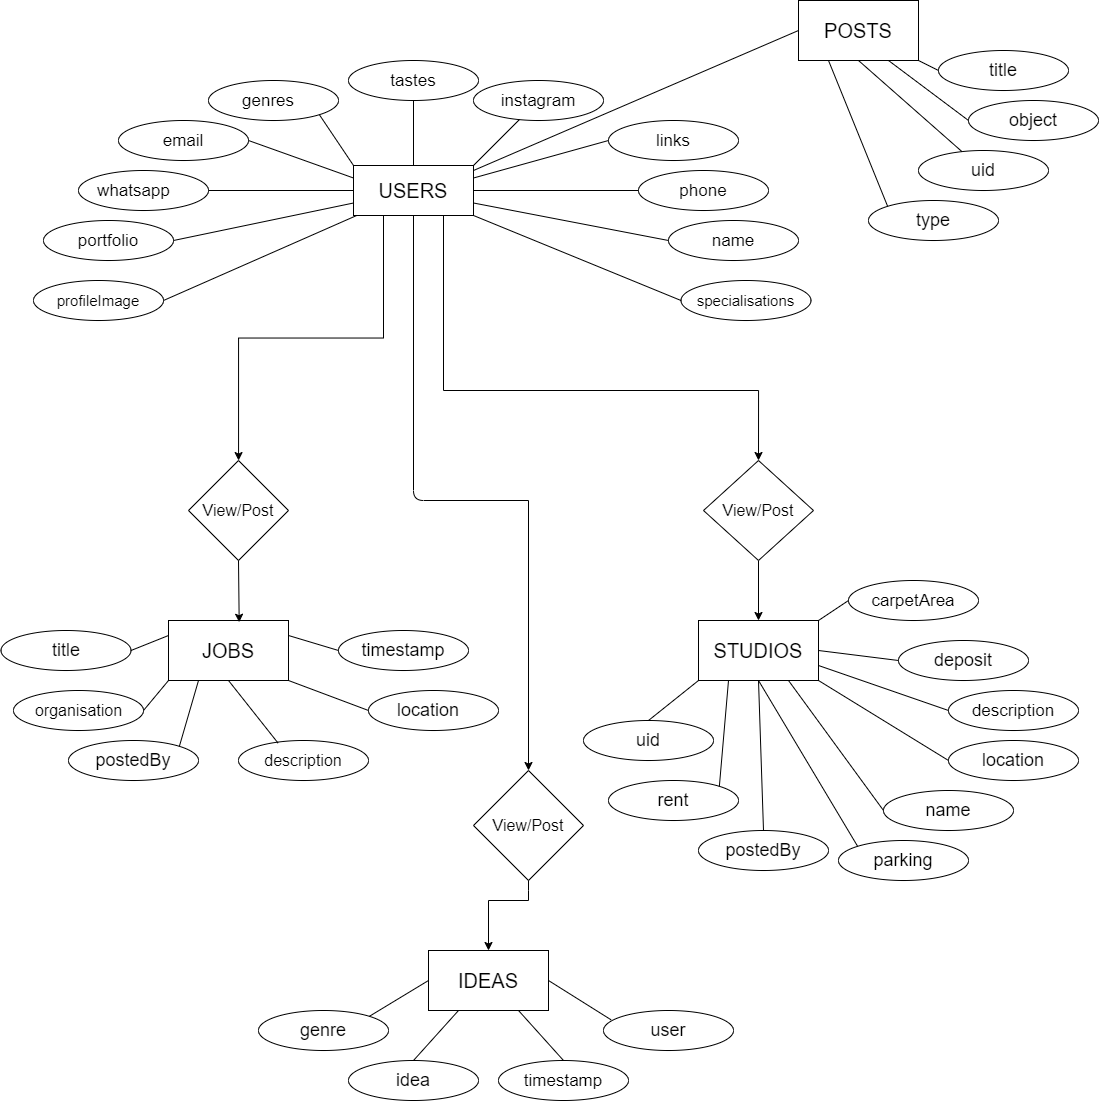 POSTS
title
object
uid
type
tastes
genres
instagram
email
links
whatsapp
USERS
phone
portfolio
name
profileImage
specialisations
View/Post
View/Post
carpetArea
title
JOBS
timestamp
STUDIOS
deposit
organisation
location
description
postedBy
description
uid
location
rent
name
View/Post
postedBy
parking
IDEAS
genre
user
idea
timestamp